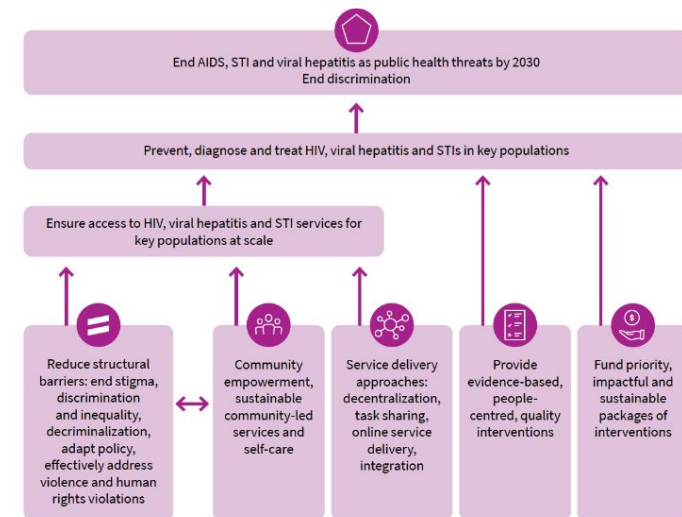 End AIDS, STI and viral hepatitis as public health threats by 2030
End discrimination
Prevent, diagnose and treat HIV, viral hepatitis and STIs in key populations
Ensure access to HIV, viral hepatitis and STI services for
key populations at scale
Reduce structural
barriers: end stigma,
discrimination
and inequality,
decriminalization,
adapt policy,
effectively address
violence and human
rights violations
Community
empowerment,
sustainable
community-led
services and
self-care
Service delivery
approaches:
decentralization,
task sharing,
online service
delivery,
integration
Provide
evidence-based,
people-
centred, quality
interventions
$
Fund priority,
impactful and
sustainable
packages of
interventions